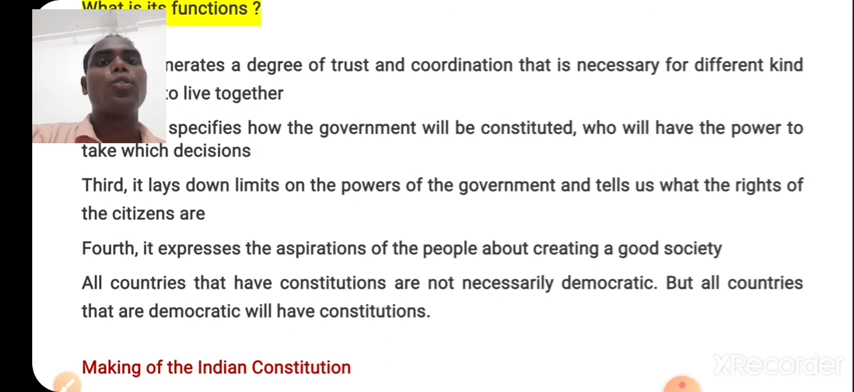 What is its functions ?
nerates a degree of trust and coordination that is necessary for different kind
to live together
specifies how the government will be constituted, who will have the power to
take which decisions
Third, it lays down limits on the powers of the government and tells us what the rights of
the citizens are
Fourth, it expresses the aspirations of the people about creating a good society
All countries that have constitutions are not necessarily democratic. But all countries
that are democratic will have constitutions.
Making of the Indian Constitution
XRecorder